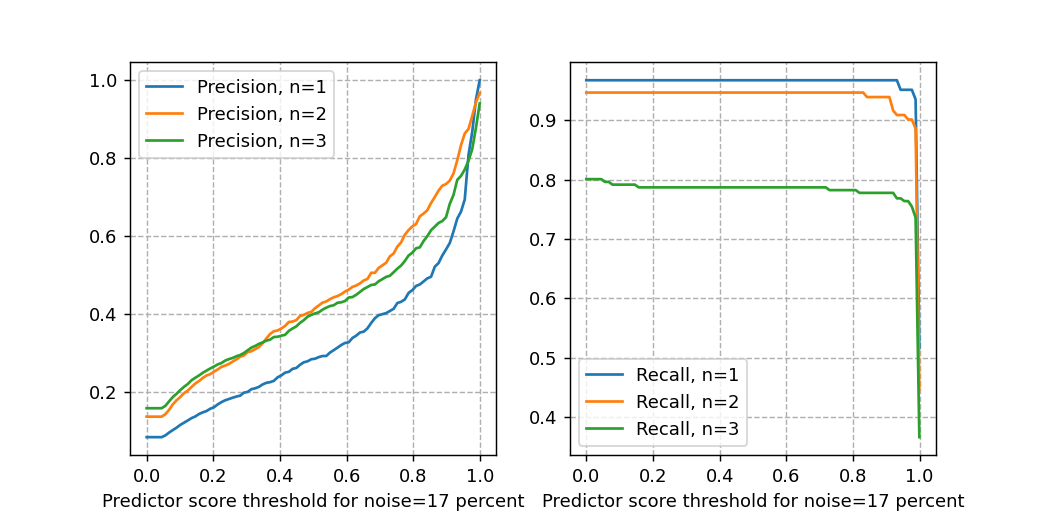 1.0
0.8
0.6
0.4
0.2
Precision, n=1
Precision, n=2
Precision, n=3
0.0 0.2 0.4 0.6 0.8 1.0
Predictor score threshold for noise=17 percent
0.9
0.8
0.7
0.6
0.5
0.4
Recall, n=1
Recall, n=2
Recall, n=3
0.0 0.2 0.4 0.6 0.8 1.0
Predictor score threshold for noise=17 percent